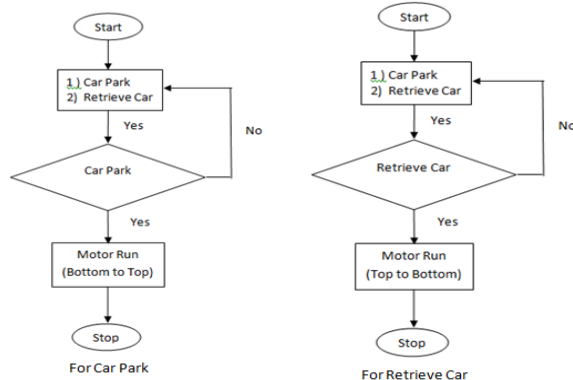 Start
1) Car Park
2) Retrieve Car
Yes
No
Car Park
Yes
Motor Run
(Bottom to Top)
Stop
For Car Park
Start
1) Car Park
2) Retrieve Car
Yes
No
Retrieve Car
Yes
Motor Run
(Top to Bottom)
Stop
For Retrieve Car